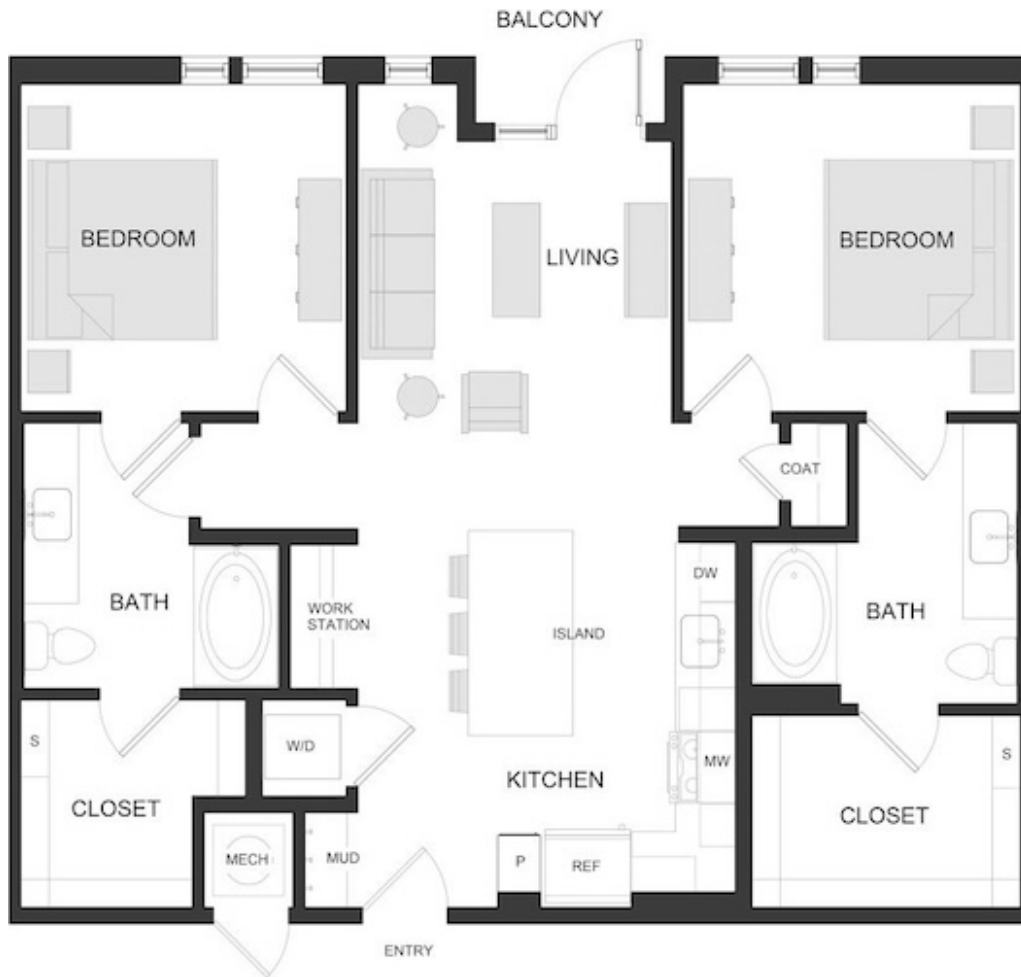 BALCONY
BEDROOM
LIVING
BEDROOM
COAT
DW
BATH
WORK
STATION
ISLAND
BATH
S
W/D
KITCHEN
MW
S
CLOSET
CLOSET
MECH
MUD
P
REF
ENTRY